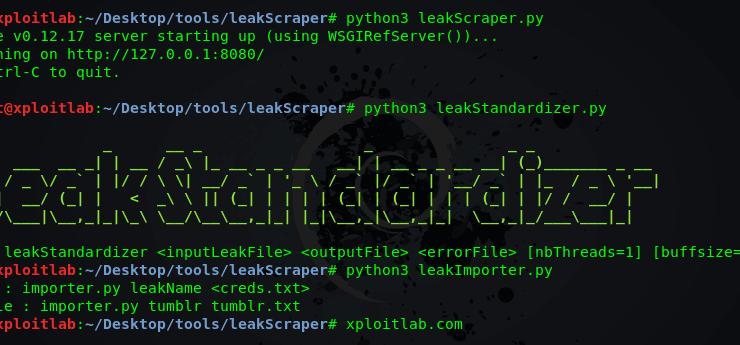 xploitlab:~/Desktop/tools/leakScraper# python3 leakScraper.py
e v0.12.17 server starting up (using WSGIRefServer())...
ning on http://127.0.0.1:8080/
trl-C to quit.
t@xploitlab:~/Desktop/tools/leakScraper# python3 leakStandardizer.py
eakStandardizer
leakStandardizer <inputLeakFile> <outputFile> <errorFile> [nbThreads=1] [buffsize=
xploitlab:~/Desktop/tools/leakScraper# python3 leakImporter.py
: importer.py leakName <creds.txt>
le : importer.py tumblr tumblr.txt
xploitlab:~/Desktop/tools/leakScraper# xploitlab.com